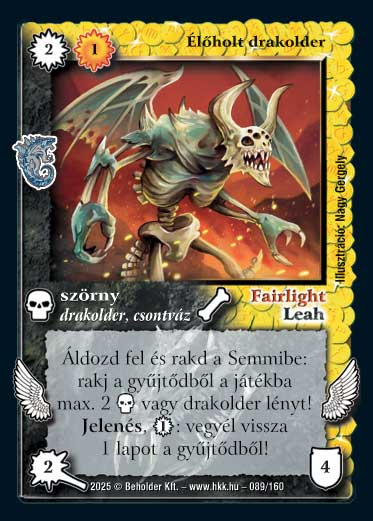 2
1
Élőholt drakolder
Illusztráció: Nagy Gergely
szörny
drakolder, csontváz
Fairlight
Leah
Áldozd fel és rakd a Semmibe:
rakj a gyűjtődből a játékba
max. 2 vagy drakolder lényt!
Jelenés, 1: vegyél vissza
1 lapot a gyűjtődből!
2
4
2025 © Beholder Kft. – www.hkk.hu – 089/160